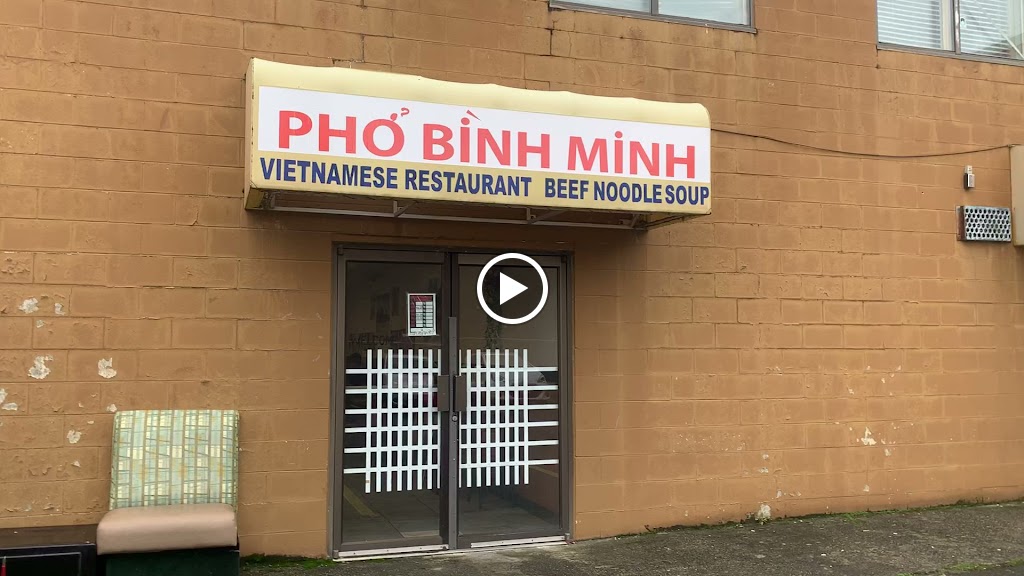 PHỞ BÌNH MINH
VIETNAMESE RESTAURANT BEEF NOODLE SOUP